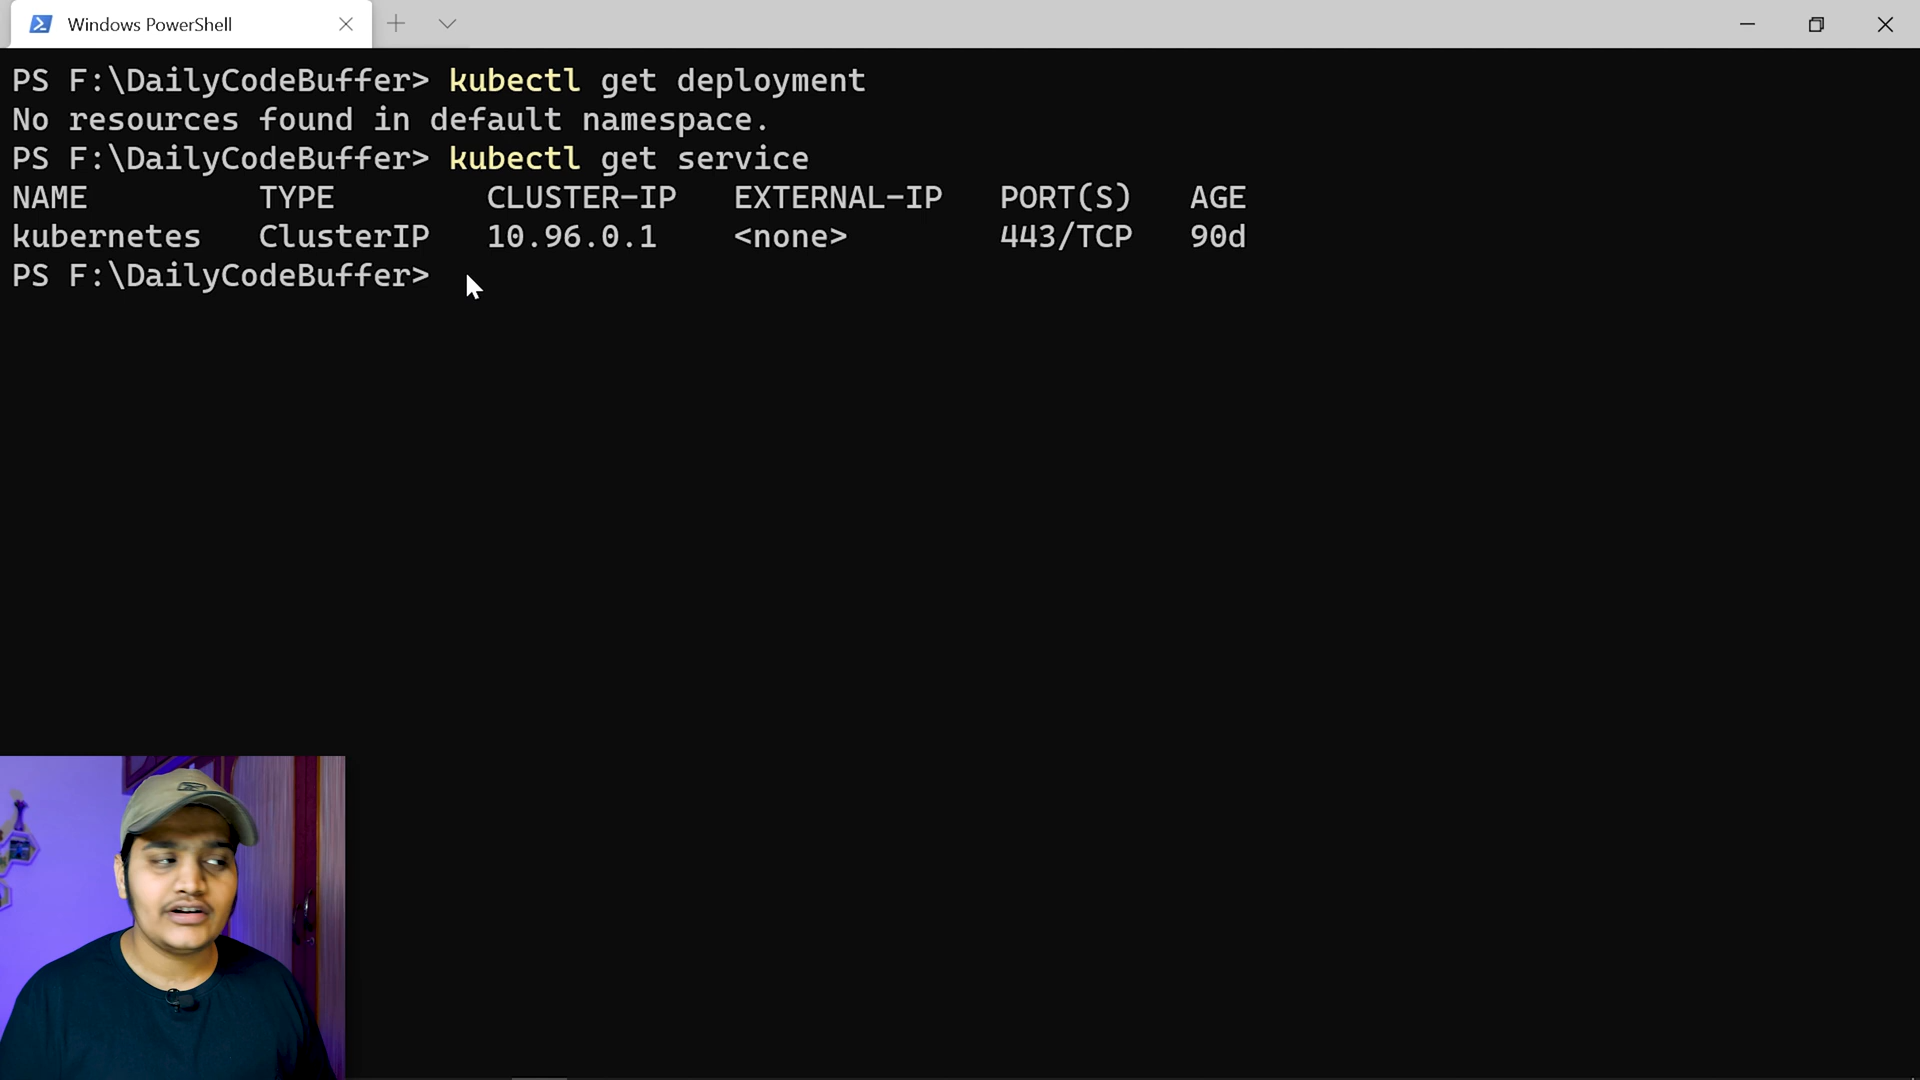 Windows PowerShell
PS F:\DailyCodeBuffer> kubectl get deployment
No resources found in default namespace.
PS F:\DailyCodeBuffer> kubectl get service
NAME TYPE CLUSTER-IP EXTERNAL-IP PORT(S) AGE
kubernetes ClusterIP 10.96.0.1 <none> 443/TCP 90d
PS F:\DailyCodeBuffer>